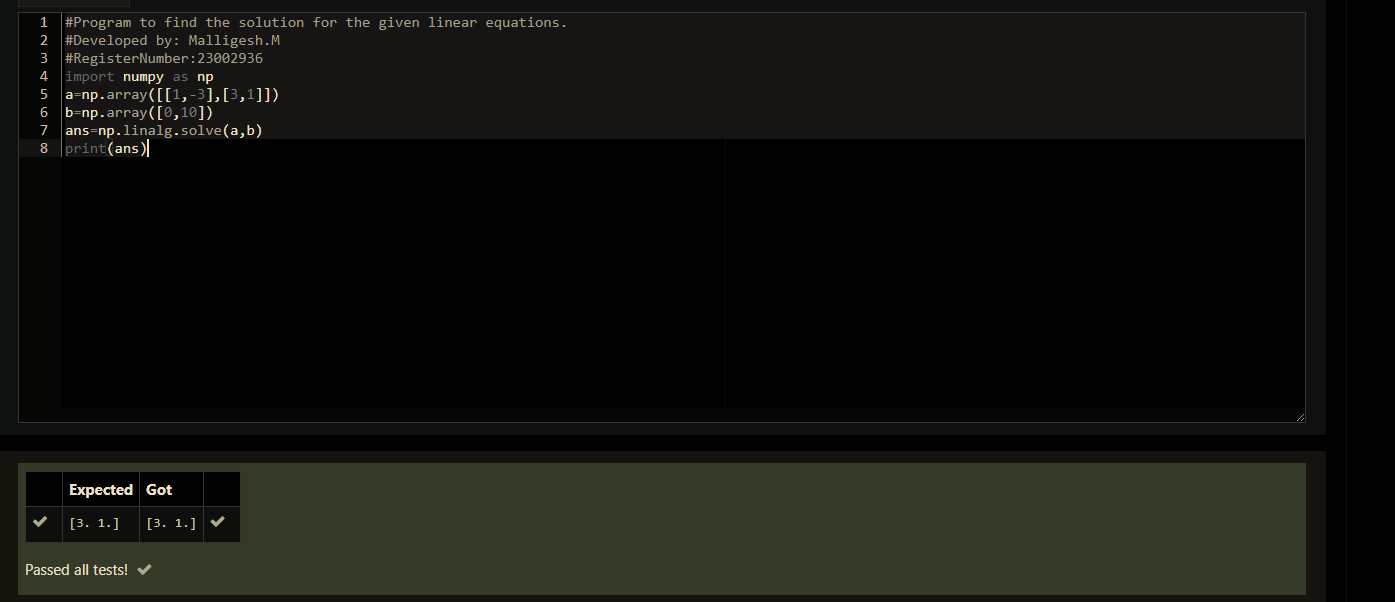 1 #Program to find the solution for the given linear equations.
2 #Developed by: Malligesh.M
3 #RegisterNumber:23002936
4 import numpy as np
5 a=np.array([[1,-3],[3,1]])
6 b=np.array([0,10])
7 ans=np.linalg.solve(a,b)
8 print(ans)
Expected Got
[3. 1.] [3. 1.]
Passed all tests!